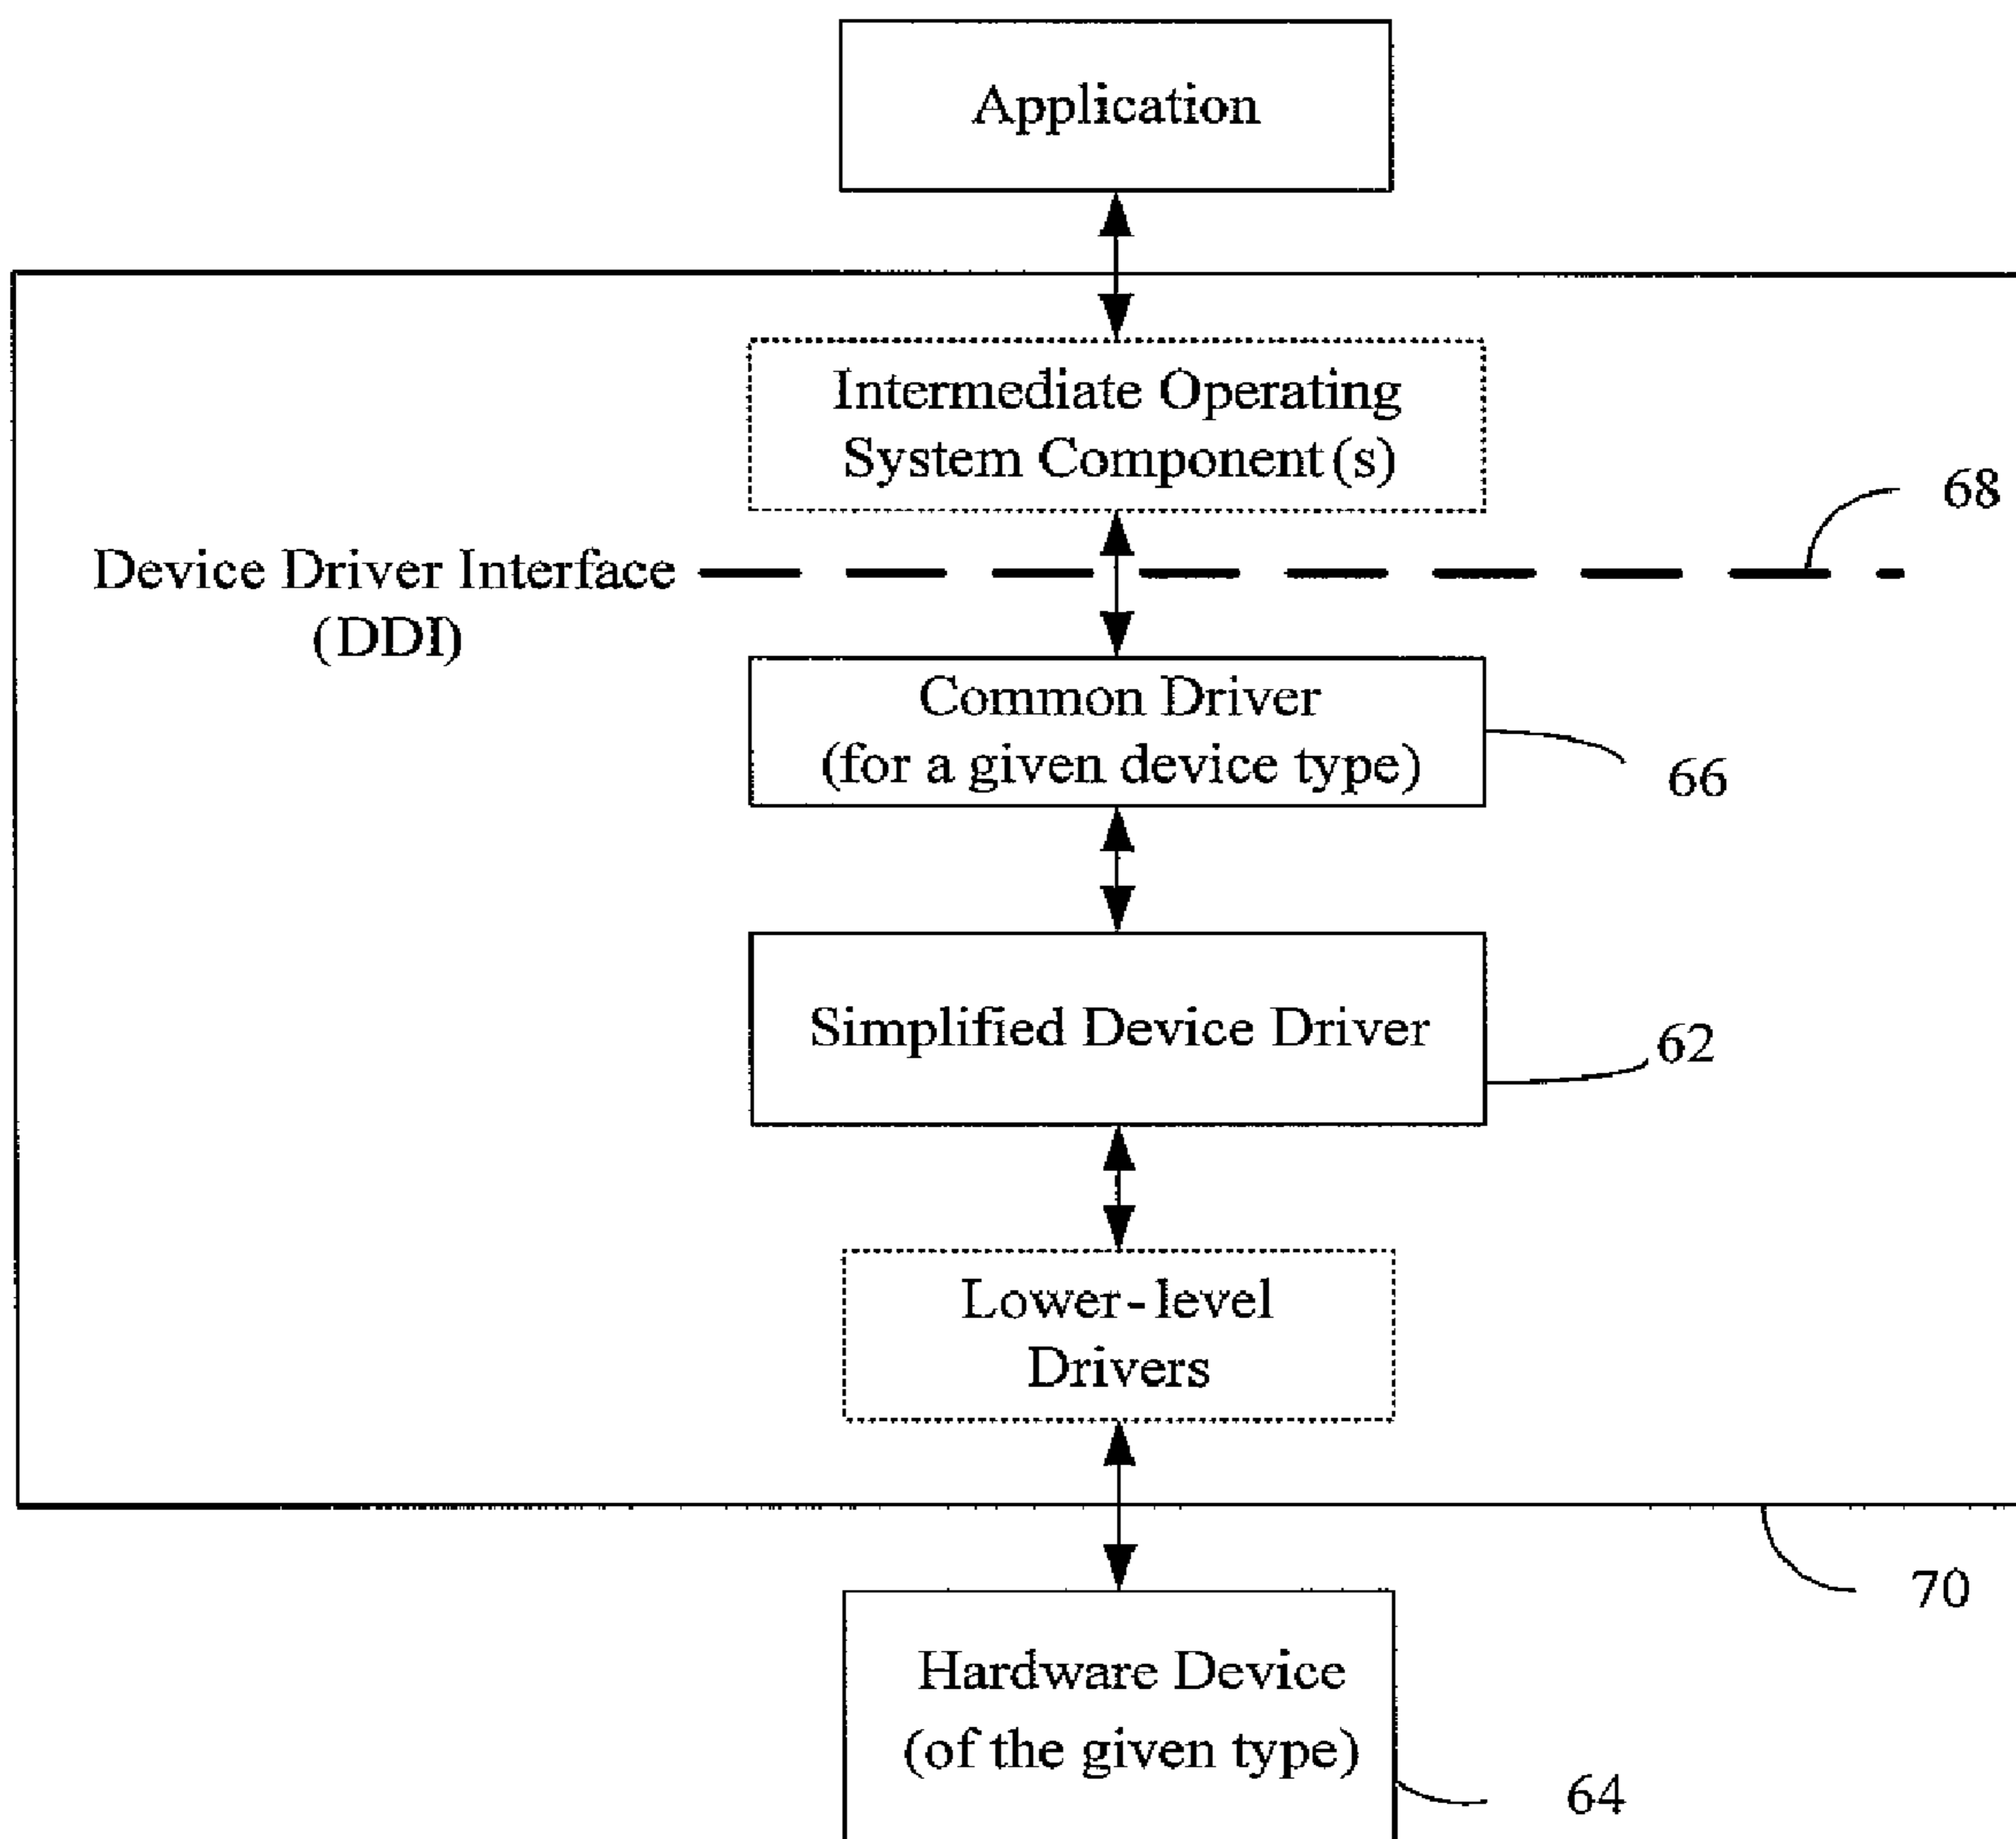 Application
Intermediate Operating
System Component(s)
68
Device Driver Interface
(DDI)
Common Driver
(for a given device type)
66
Simplified Device Driver
62
Lower-level
Drivers
70
Hardware Device
(of the given type)
64